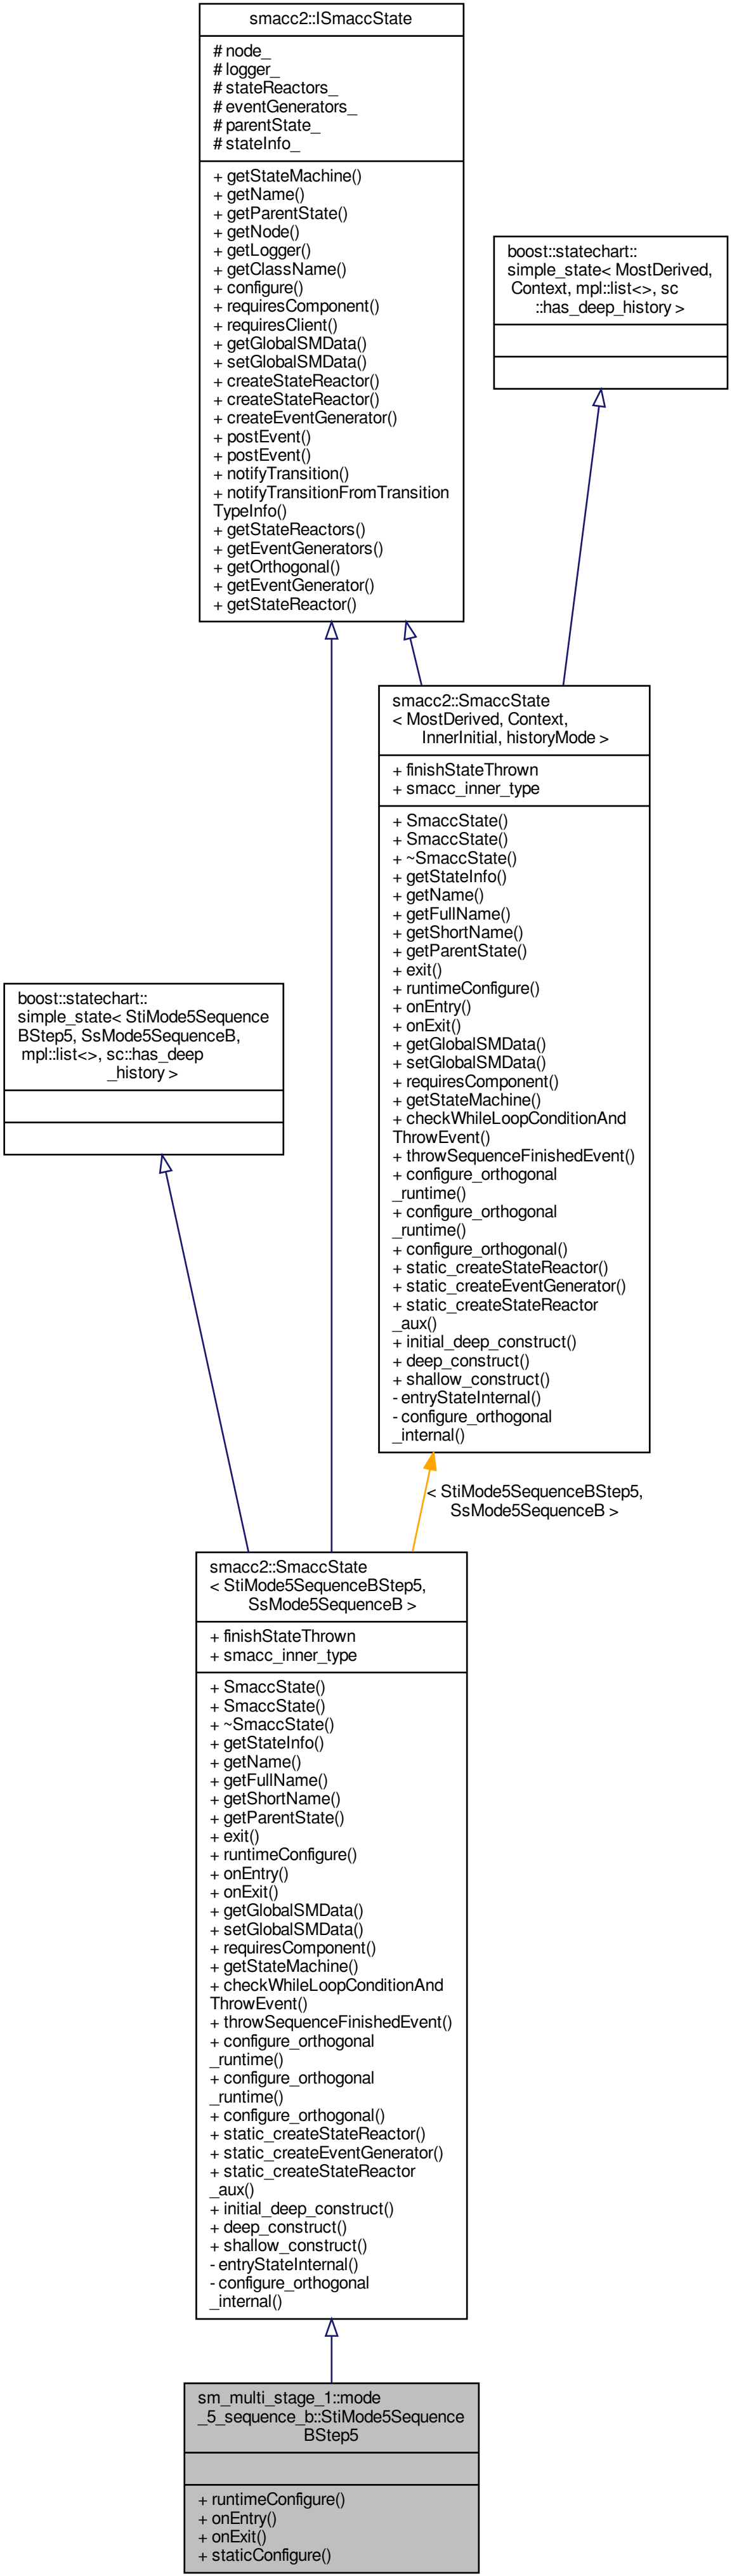 smacc2::ISmaccState
# node_
# logger_
# stateReactors_
# eventGenerators_
# parentState_
# stateInfo_
+ getStateMachine()
+ getName()
+ getParentState()
+ getNode()
+ getLogger()
+ getClassName()
+ configure()
+ requiresComponent()
+ requiresClient()
+ getGlobalSMData()
+ setGlobalSMData()
+ createStateReactor()
+ createStateReactor()
+ createEventGenerator()
+ postEvent()
+ postEvent()
+ notifyTransition()
+ notifyTransitionFromTransition
TypeInfo()
+ getStateReactors()
+ getEventGenerators()
+ getOrthogonal()
+ getEventGenerator()
+ getStateReactor()
boost::statechart::
simple_state< MostDerived,
Context, mpl::list<>, sc
::has_deep_history >
smacc2::SmaccState
< MostDerived, Context,
InnerInitial, historyMode >
+ finishStateThrown
+ smacc_inner_type
+ SmaccState()
+ SmaccState()
+ ~SmaccState()
+ getStateInfo()
+ getName()
+ getFullName()
+ getShortName()
+ getParentState()
+ exit()
+ runtimeConfigure()
+ onEntry()
+ onExit()
+ getGlobalSMData()
+ setGlobalSMData()
+ requiresComponent()
+ getStateMachine()
+ checkWhileLoopConditionAnd
ThrowEvent()
+ throwSequenceFinishedEvent()
+ configure_orthogonal
_runtime()
+ configure_orthogonal
_runtime()
+ configure_orthogonal()
+ static_createStateReactor()
+ static_createEventGenerator()
+ static_createStateReactor
_aux()
+ initial_deep_construct()
+ deep_construct()
+ shallow_construct()
- entryStateInternal()
- configure_orthogonal
_internal()
boost::statechart::
simple_state< StiMode5Sequence
BStep5, SsMode5SequenceB,
mpl::list<>, sc::has_deep
_history >
< StiMode5SequenceBStep5,
SsMode5SequenceB >
smacc2::SmaccState
< StiMode5SequenceBStep5,
SsMode5SequenceB >
+ finishStateThrown
+ smacc_inner_type
+ SmaccState()
+ SmaccState()
+ ~SmaccState()
+ getStateInfo()
+ getName()
+ getFullName()
+ getShortName()
+ getParentState()
+ exit()
+ runtimeConfigure()
+ onEntry()
+ onExit()
+ getGlobalSMData()
+ setGlobalSMData()
+ requiresComponent()
+ getStateMachine()
+ checkWhileLoopConditionAnd
ThrowEvent()
+ throwSequenceFinishedEvent()
+ configure_orthogonal
_runtime()
+ configure_orthogonal
_runtime()
+ configure_orthogonal()
+ static_createStateReactor()
+ static_createEventGenerator()
+ static_createStateReactor
_aux()
+ initial_deep_construct()
+ deep_construct()
+ shallow_construct()
- entryStateInternal()
- configure_orthogonal
_internal()
sm_multi_stage_1::mode
_5_sequence_b::StiMode5Sequence
BStep5
+ runtimeConfigure()
+ onEntry()
+ onExit()
+ staticConfigure()